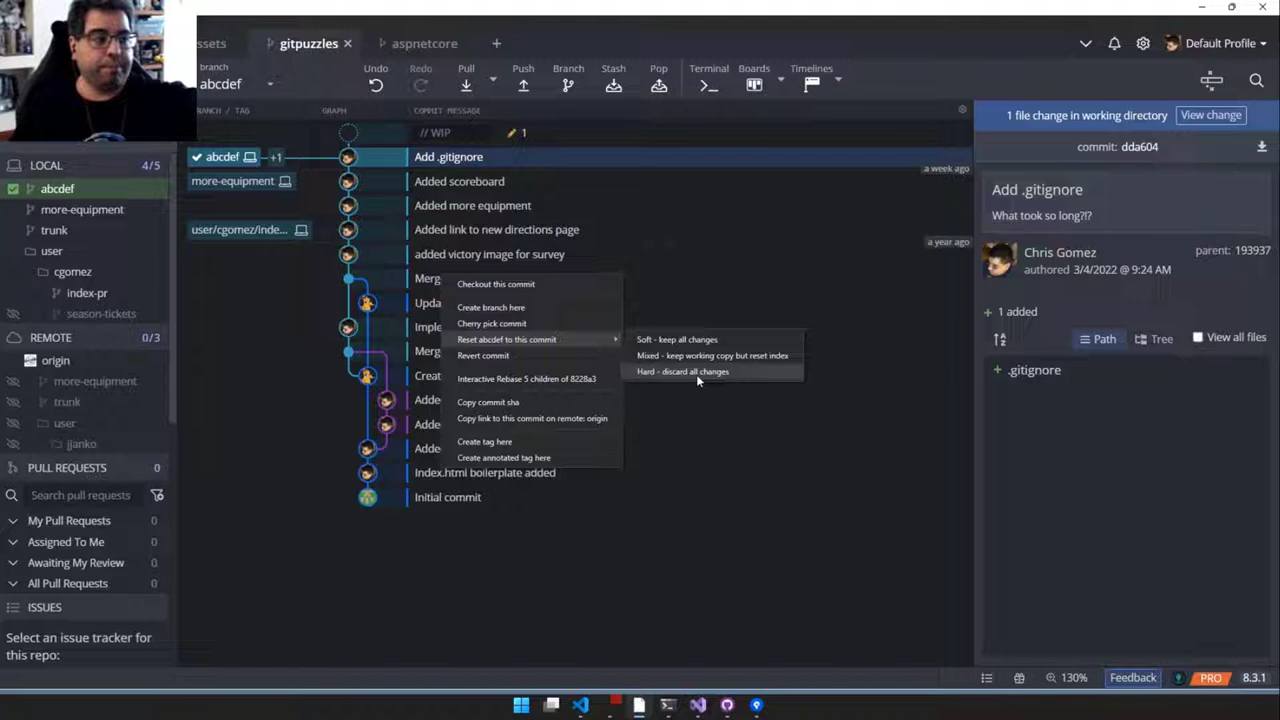 ssets
gitpuzzles
aspnetcore
Default Profile
branch
abcdef
Undo
Redo
Pull
Push
Branch
Stash
Pop
Terminal
Boards
Timelines
RANCH / TAG
GRAPH
COMMIT MESSAGE
// WIP
1
abcdef
+1
Add .gitignore
a week ago
more-equipment
Added scoreboard
Added more equipment
user/cgomez/inde...
Added link to new directions page
a year ago
added victory image for survey
Merg
Upda
Imple
Merg
Creat
Added
Added
Adde
Index.html boilerplate added
Initial commit
Checkout this commit
Create branch here
Cherry pick commit
Reset abcdef to this commit
Revert commit
Interactive Rebase 5 children of 8228a3
Copy commit sha
Copy link to this commit on remote: origin
Create tag here
Create annotated tag here
Soft - keep all changes
Mixed - keep working copy but reset index
Hard - discard all changes
LOCAL
4/5
abcdef
more-equipment
trunk
user
cgomez
index-pr
season-tickets
REMOTE
0/3
origin
more-equipment
trunk
user
jjanko
PULL REQUESTS
0
Search pull requests
My Pull Requests
0
Assigned To Me
0
Awaiting My Review
0
All Pull Requests
0
ISSUES
Select an issue tracker for
this repo:
1 file change in working directory
View change
commit: dda604
Add .gitignore
What took so long?!?
Chris Gomez
authored 3/4/2022 @ 9:24 AM
parent: 193937
1 added
Path
Tree
View all files
.gitignore
130%
Feedback
PRO
8.3.1